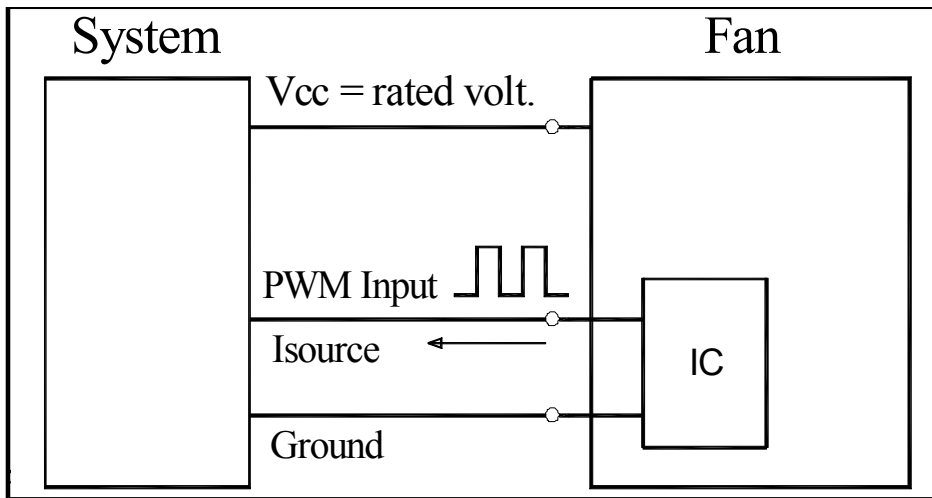 System
Fan
Vcc = rated volt.
PWM Input
Isource
IC
Ground